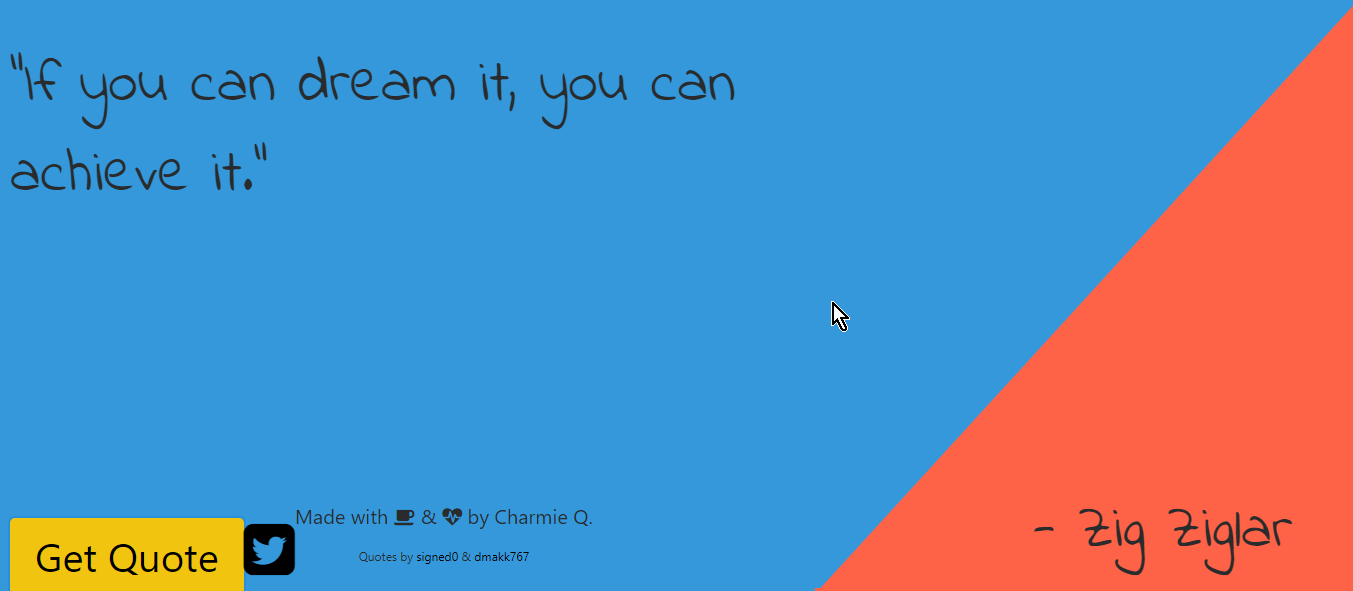 "If you can dream it, you can
achieve it."
- Zig Ziglar
Get Quote
Made with & by Charmie Q.
Quotes by signed0 & dmakk767